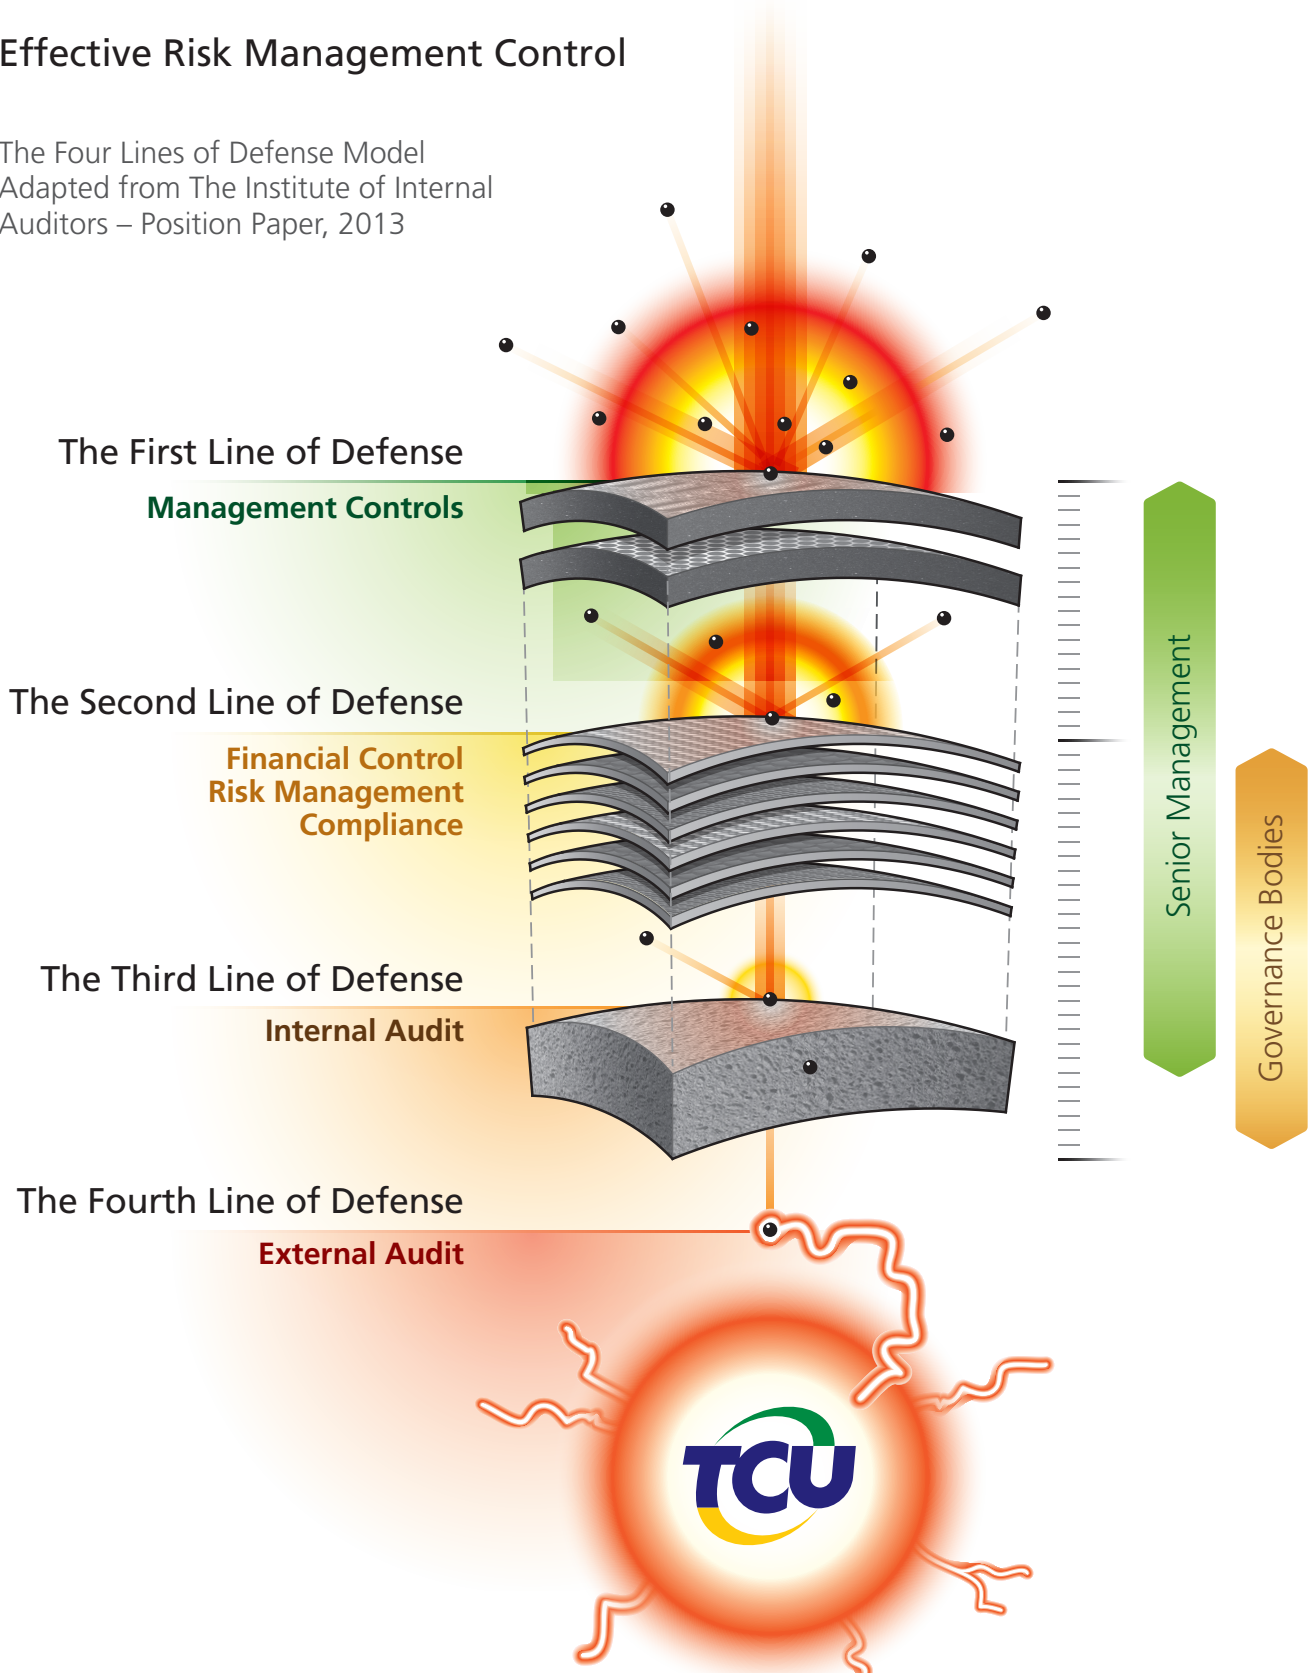 Effective Risk Management Control
The Four Lines of Defense Model
Adapted from The Institute of Internal
Auditors – Position Paper, 2013
The First Line of Defense
Management Controls
The Second Line of Defense
Financial Control
Risk Management
Compliance
The Third Line of Defense
Internal Audit
The Fourth Line of Defense
External Audit
Senior Management
Governance Bodies
TCU